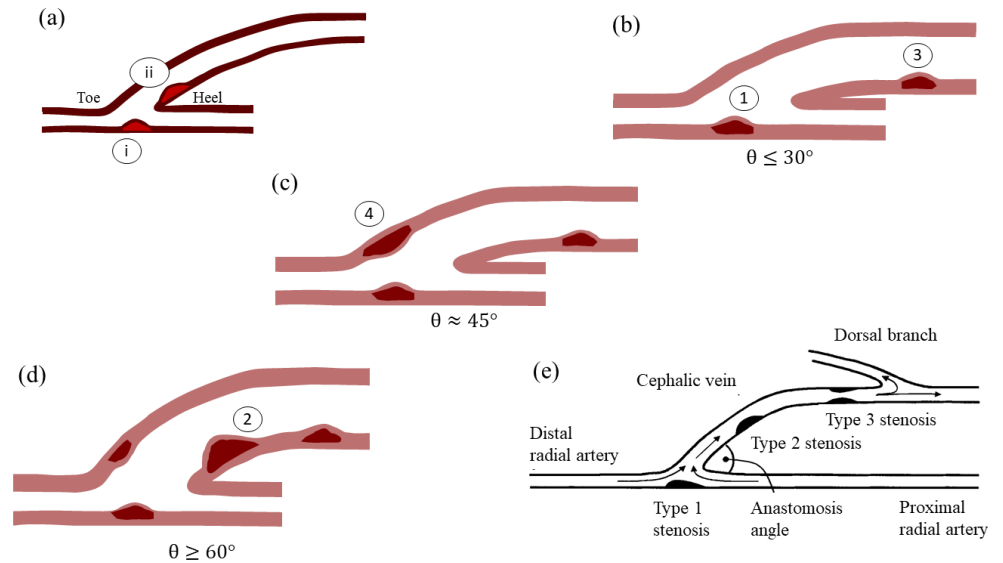 (a)
ii
Toe
Heel
i
(b)
3
1
θ ≤ 30°
(c)
4
θ ≈ 45°
(d)
2
θ ≥ 60°
(e)
Dorsal branch
Cephalic vein
Distal
radial artery
Type 3 stenosis
Type 2 stenosis
Type 1
stenosis
Anastomosis
angle
Proximal
radial artery